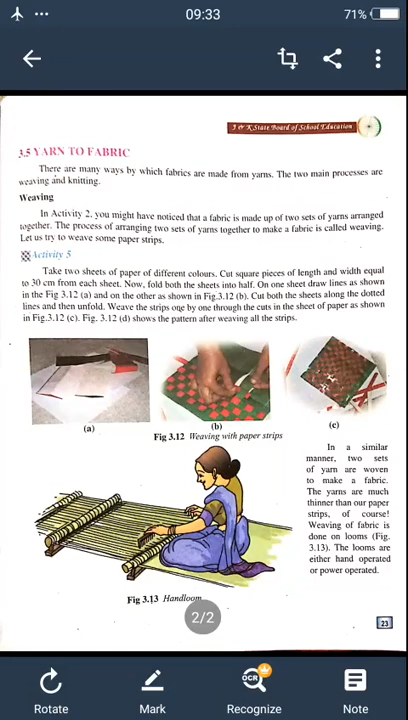 09:33
71%
J & K State Board of School Education
3.5 YARN TO FABRIC
There are many ways by which fabrics are made from yarns. The two main processes are
weaving and knitting.
Weaving
In Activity 2, you might have noticed that a fabric is made up of two sets of yarns arranged
together. The process of arranging two sets of yarns together to make a fabric is called weaving.
Let us try to weave some paper strips.
Activity 5
Take two sheets of paper of different colours. Cut square pieces of length and width equal
to 30 cm from each sheet. Now, fold both the sheets into half. On one sheet draw lines as shown
in the Fig 3.12 (a) and on the other as shown in Fig.3.12 (b). Cut both the sheets along the dotted
lines and then unfold. Weave the strips one by one through the cuts in the sheet of paper as shown
in Fig.3.12 (c). Fig. 3.12 (d) shows the pattern after weaving all the strips.
(a)
(b)
(c)
Fig 3.12 Weaving with paper strips
In a similar
manner, two sets
of yarn are woven
to make a fabric.
The yarns are much
thinner than our paper
strips, of course!
Weaving of fabric is
done on looms (Fig.
3.13). The looms are
either hand operated
or power operated.
Fig 3.13 Handloom
2/2
23
Rotate
Mark
OCR
Recognize
Note